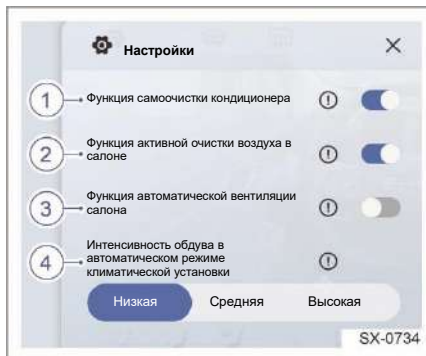 Настройки
1 Функция самоочистки кондиционера
2 Функция активной очистки воздуха в
салоне
3 Функция автоматической вентиляции
салона
4 Интенсивность обдува в
автоматическом режиме
климатической установки
Низкая Средняя Высокая
SX-0734